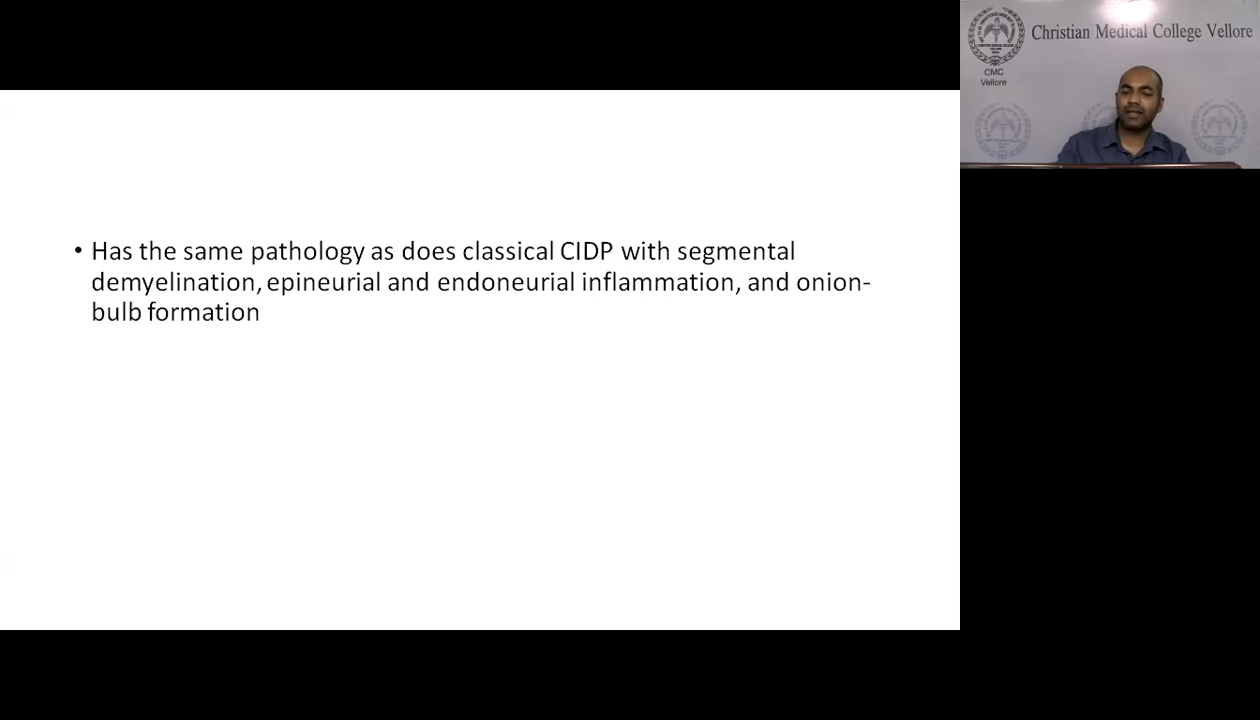 Christian Medical College Vellore
CMC
Vellore
• Has the same pathology as does classical CIDP with segmental
demyelination, epineurial and endoneurial inflammation, and onion-
bulb formation